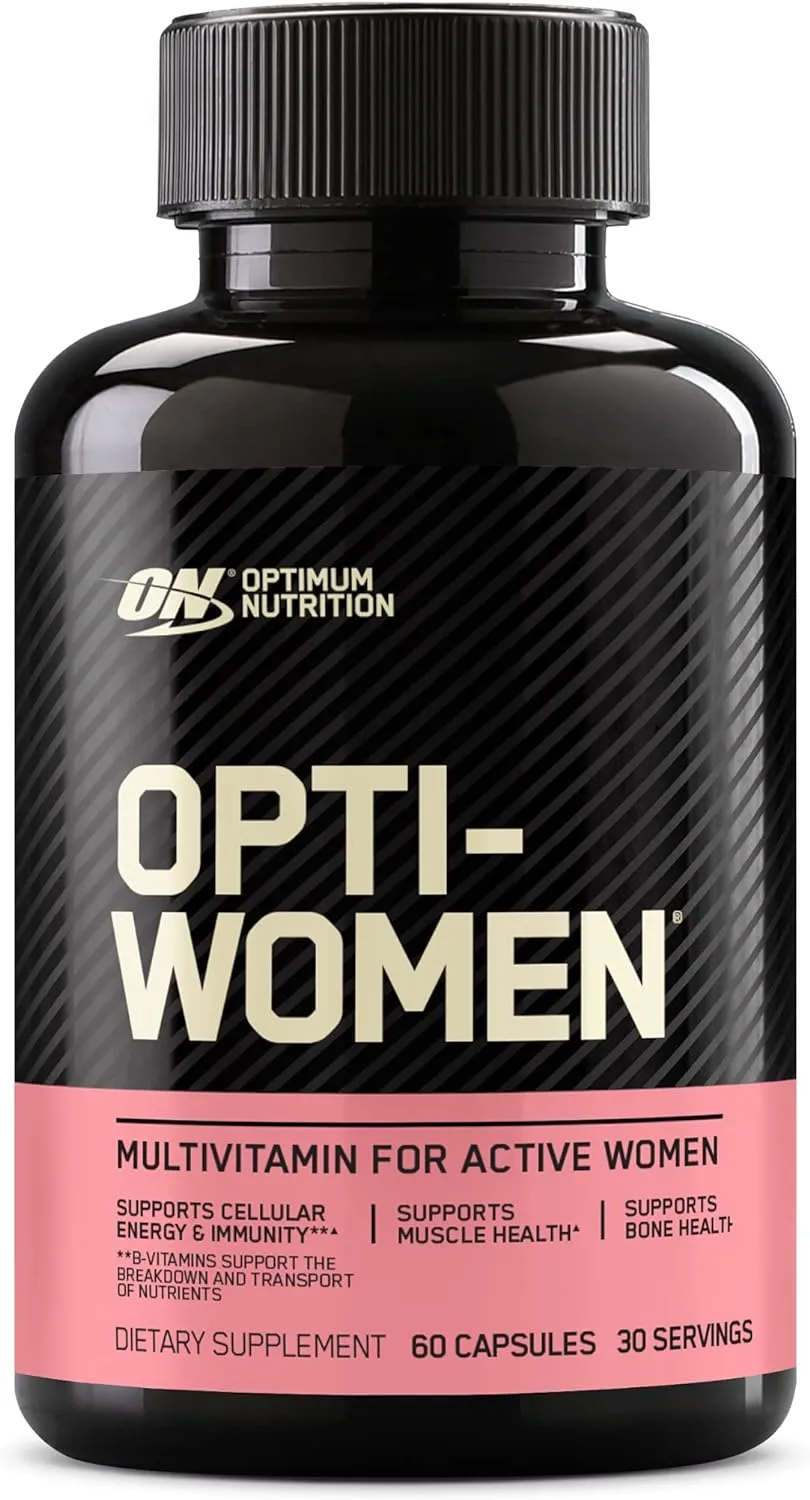 ON® OPTIMUM
NUTRITION
OPTI-
WOMEN®
MULTIVITAMIN FOR ACTIVE WOMEN
SUPPORTS CELLULAR
ENERGY & IMMUNITY**▲
**B-VITAMINS SUPPORT THE
BREAKDOWN AND TRANSPORT
OF NUTRIENTS
SUPPORTS
MUSCLE HEALTH▲
SUPPORTS
BONE HEALTH
DIETARY SUPPLEMENT 60 CAPSULES 30 SERVINGS